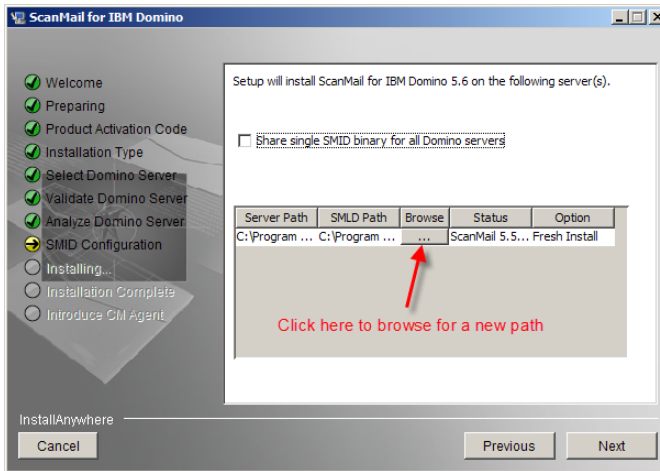 ScanMail for IBM Domino
Welcome
Preparing
Product Activation Code
Installation Type
Select Domino Server
Validate Domino Server
Analyze Domino Server
SMID Configuration
Installing...
Installation Complete
Introduce CM Agent
Setup will install ScanMail for IBM Domino 5.6 on the following server(s).
Share single SMID binary for all Domino servers
Server Path SMLD Path Browse Status Option
C:\Program ... C:\Program ... ... ScanMail 5.5... Fresh Install
Click here to browse for a new path
InstallAnywhere
Cancel Previous Next